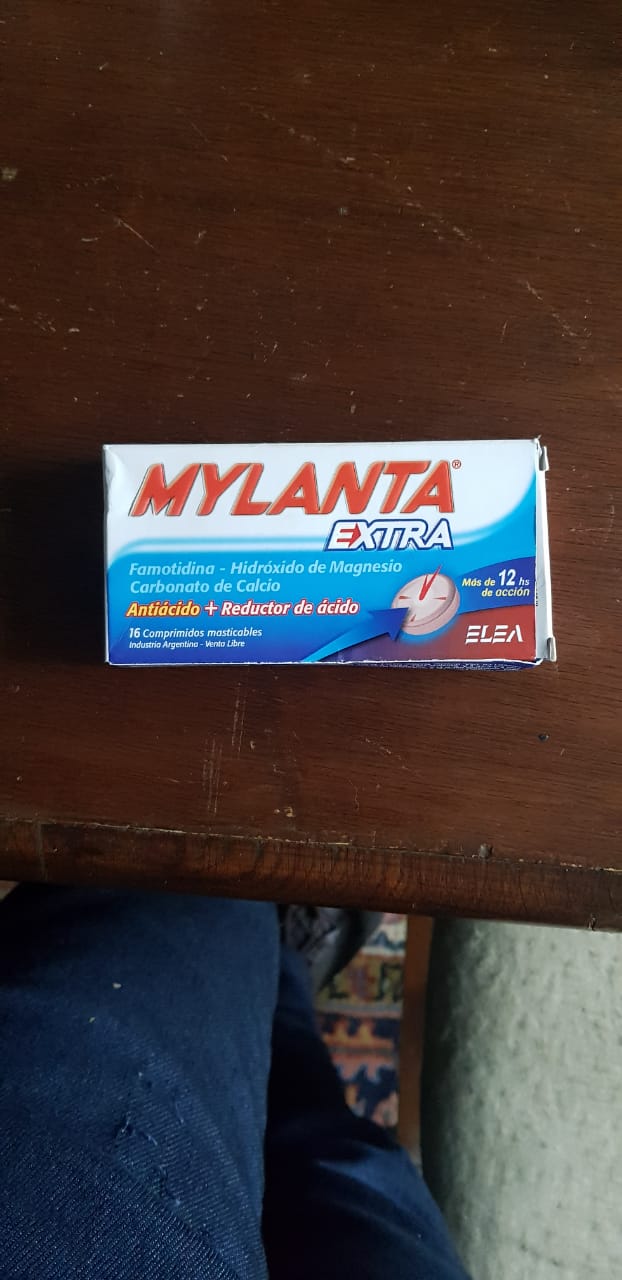 MYLANTA®
EXTRA
Famotidina - Hidróxido de Magnesio
Carbonato de Calcio
Antiácido + Reductor de ácido
Más de 12 hs
de acción
16 Comprimidos masticables
Industria Argentina - Venta Libre
ELEA